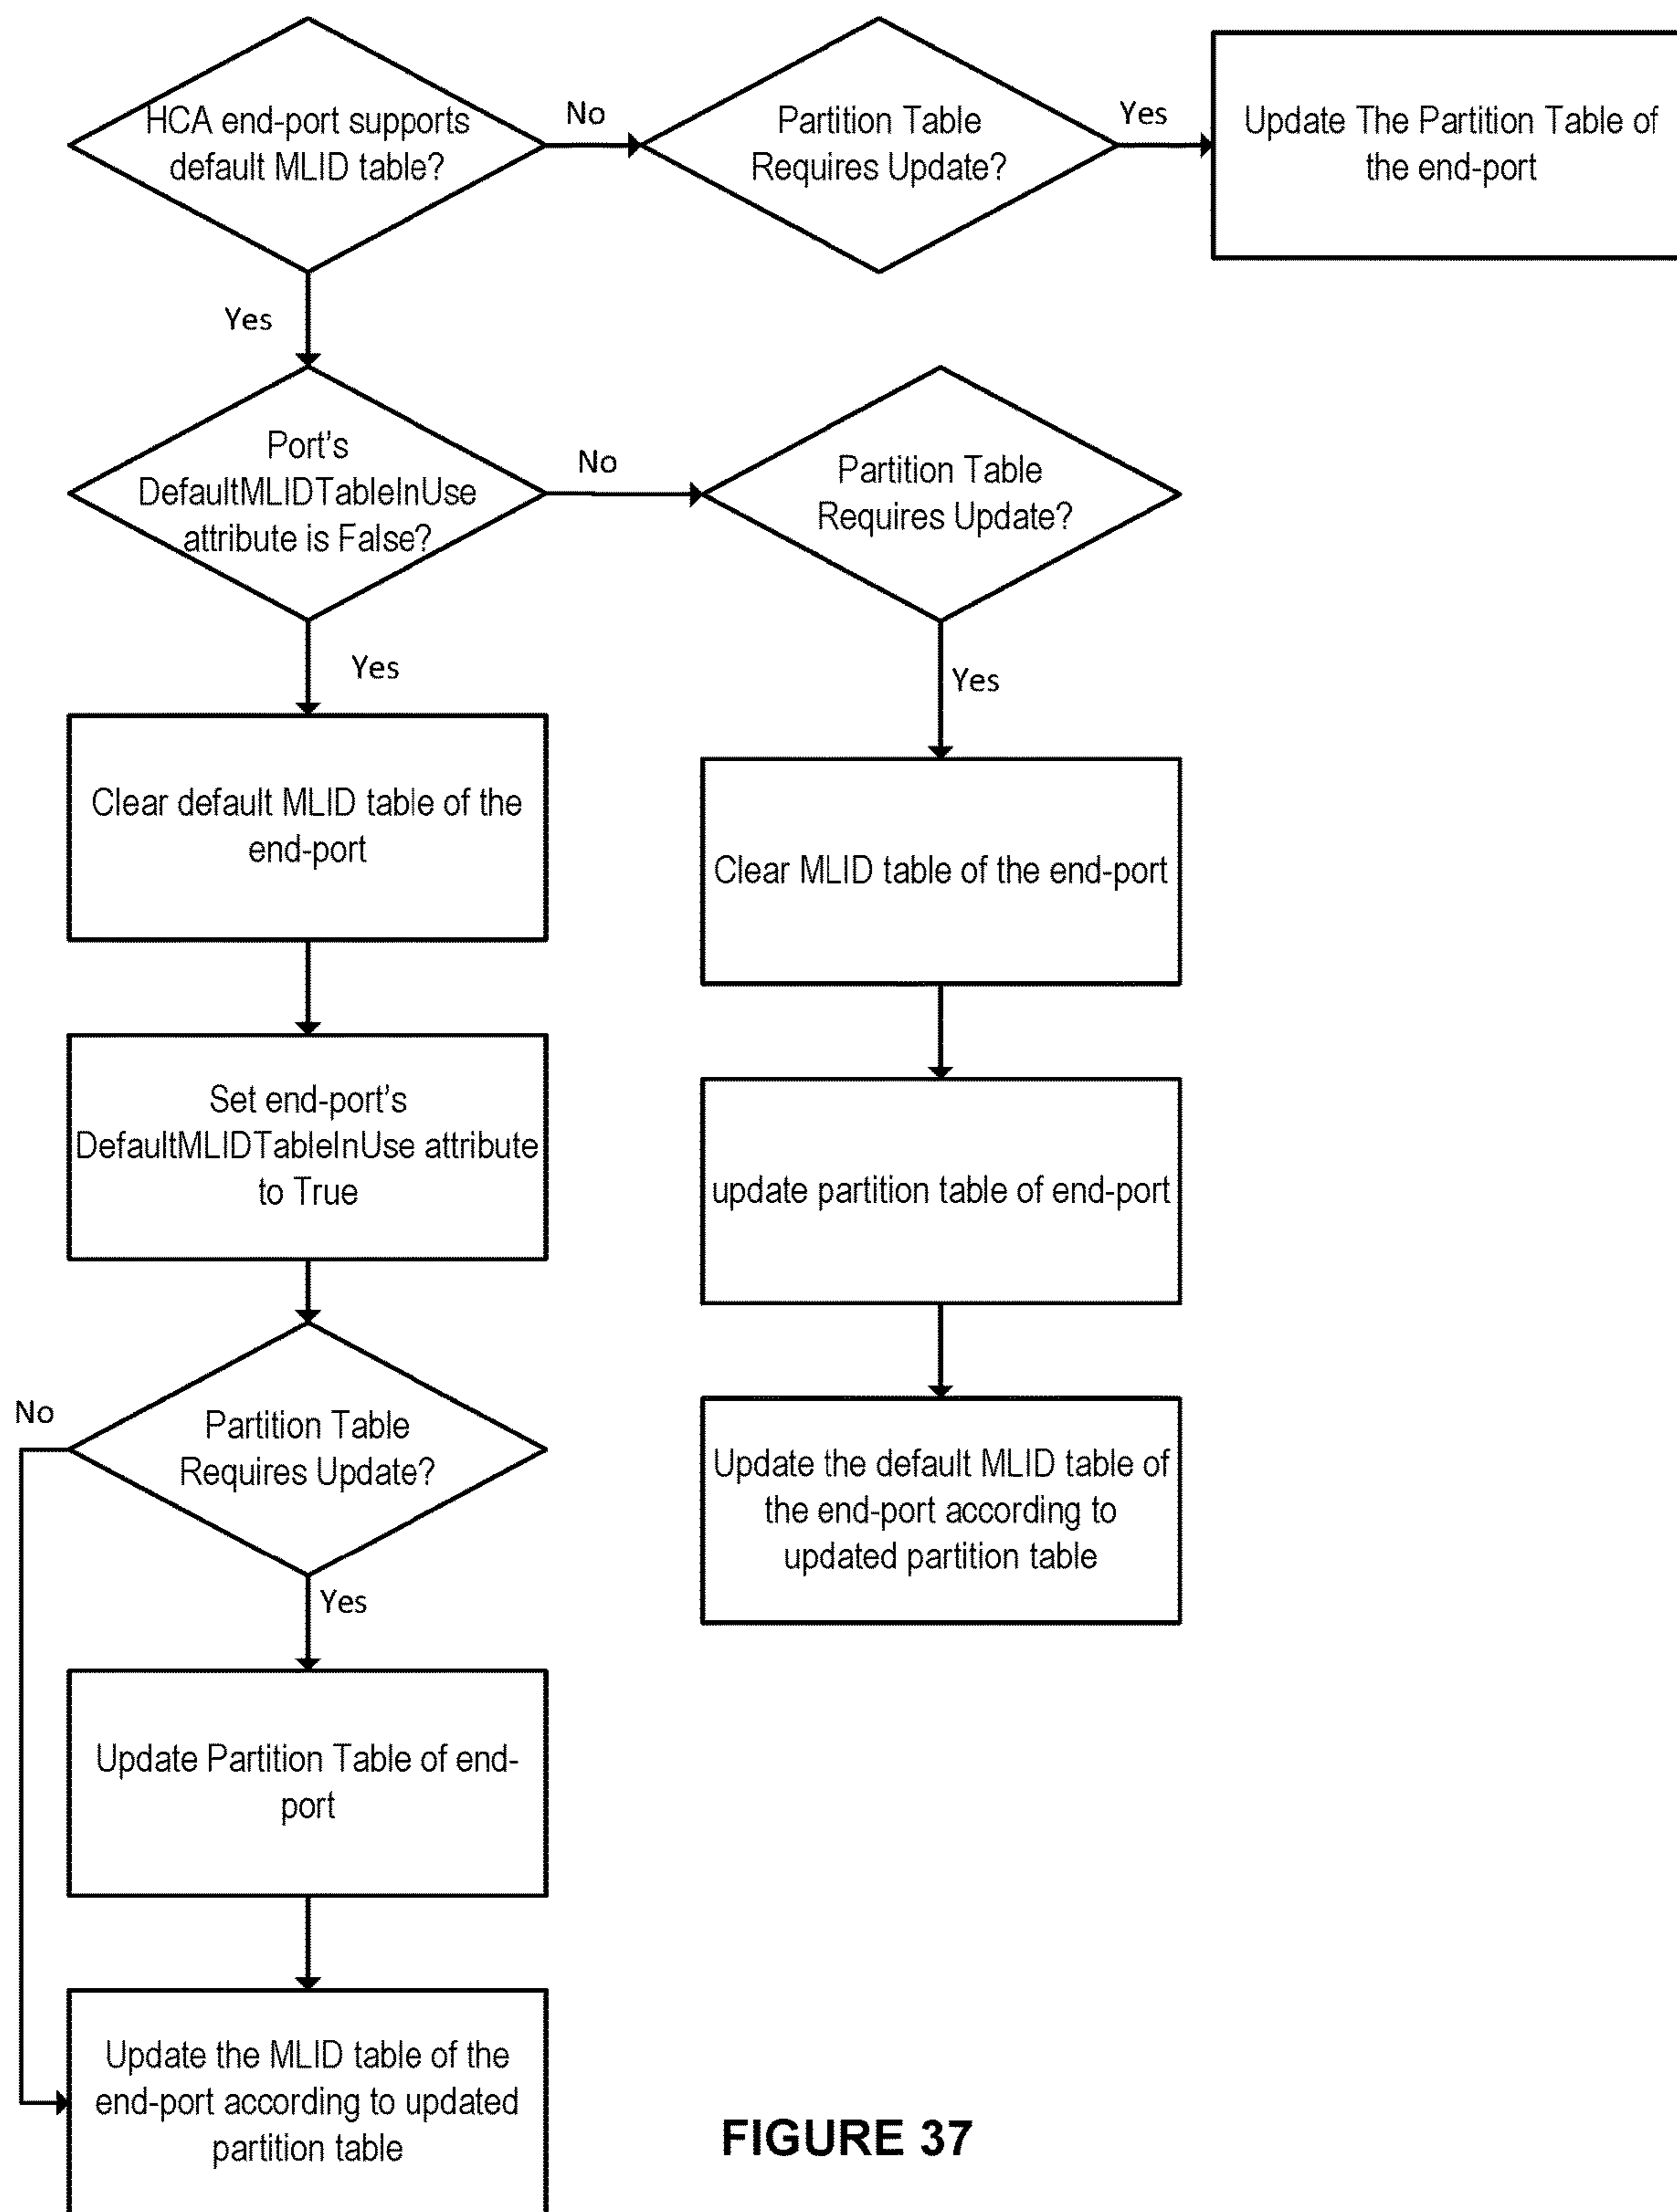 HCA end-port supports
default MLID table?
No
Partition Table
Requires Update?
Yes
Update The Partition Table of
the end-port
Yes
Port's
DefaultMLIDTableInUse
attribute is False?
No
Partition Table
Requires Update?
Yes
Yes
Clear default MLID table of the
end-port
Clear MLID table of the end-port
Set end-port's
DefaultMLIDTableInUse attribute
to True
update partition table of end-port
No
Partition Table
Requires Update?
Update the default MLID table of
the end-port according to
updated partition table
Yes
Update Partition Table of end-
port
Update the MLID table of the
end-port according to updated
partition table
FIGURE 37